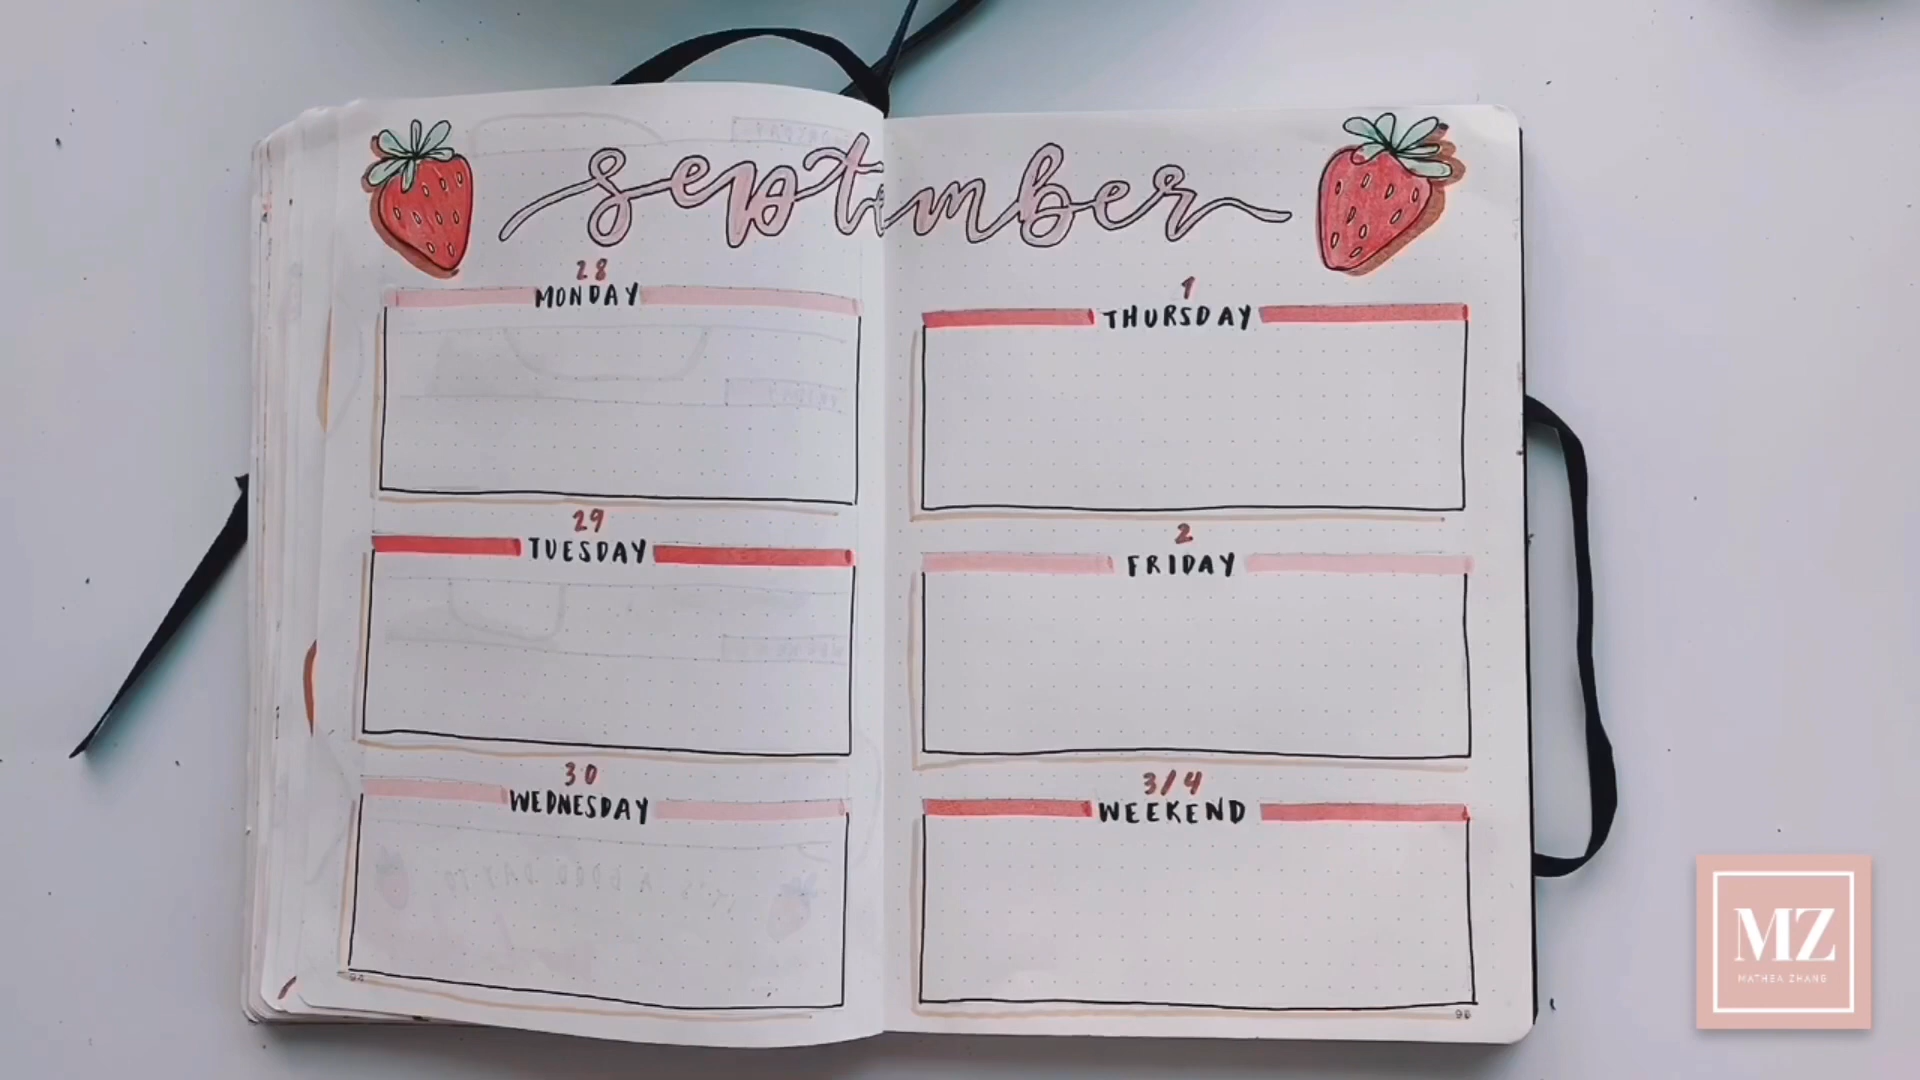 september
28
MONDAY
29
TUESDAY
30
WEDNESDAY
1
THURSDAY
2
FRIDAY
3/4
WEEKEND
MZ
MATHEA ZHANG